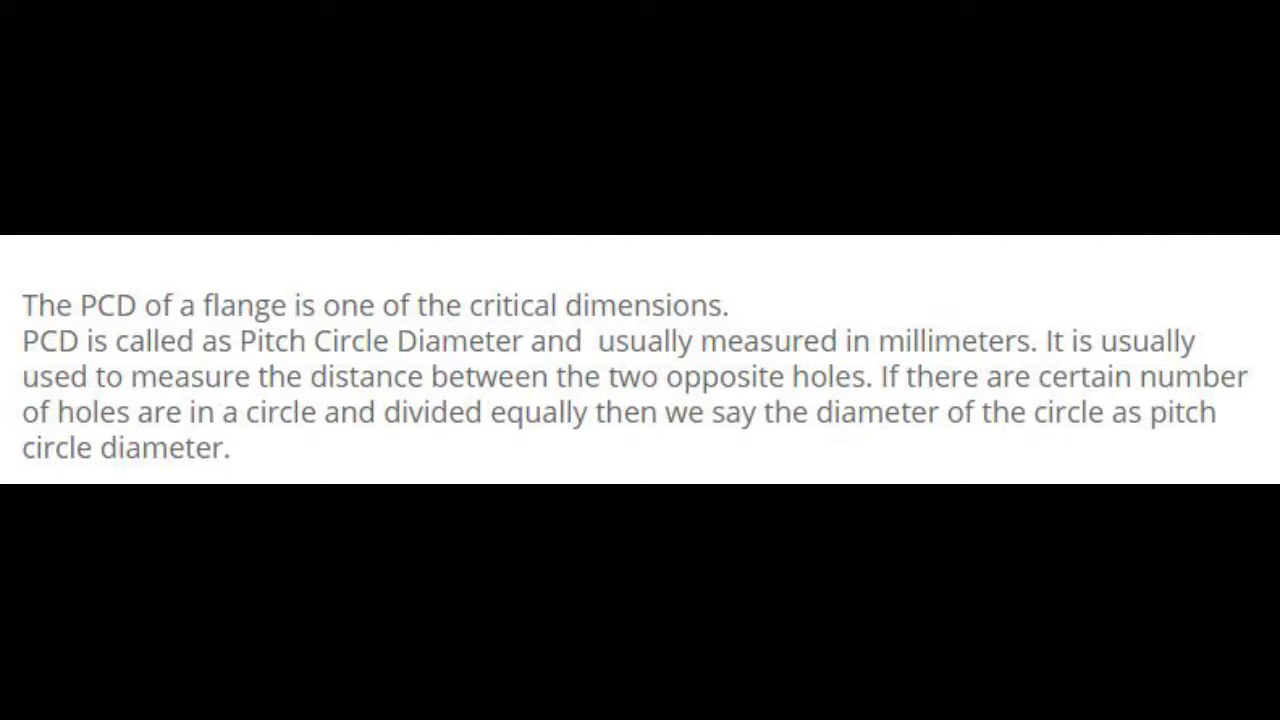 The PCD of a flange is one of the critical dimensions.
PCD is called as Pitch Circle Diameter and  usually measured in millimeters. It is usually
used to measure the distance between the two opposite holes. If there are certain number
of holes are in a circle and divided equally then we say the diameter of the circle as pitch
circle diameter.